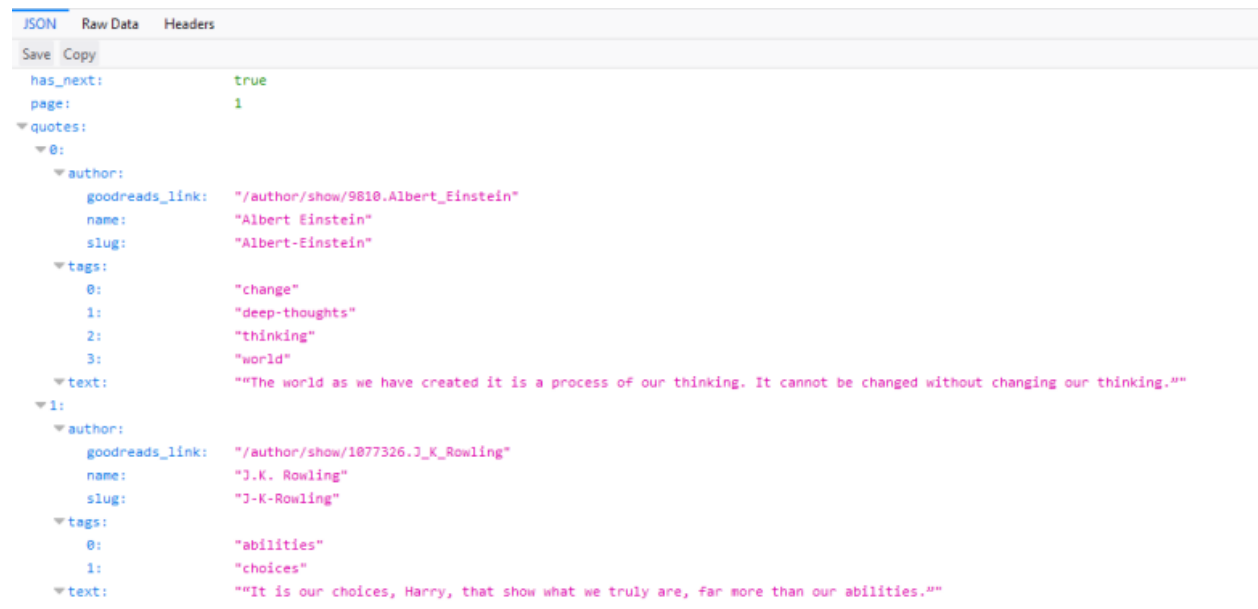 JSON Raw Data Headers
Save Copy
has_next: true
page: 1
quotes:
0:
author:
goodreads_link: "/author/show/9810.Albert_Einstein"
name: "Albert Einstein"
slug: "Albert-Einstein"
tags:
0: "change"
1: "deep-thoughts"
2: "thinking"
3: "world"
text: "“The world as we have created it is a process of our thinking. It cannot be changed without changing our thinking.”"
1:
author:
goodreads_link: "/author/show/1077326.J_K_Rowling"
name: "J.K. Rowling"
slug: "J-K-Rowling"
tags:
0: "abilities"
1: "choices"
text: "“It is our choices, Harry, that show what we truly are, far more than our abilities.”"